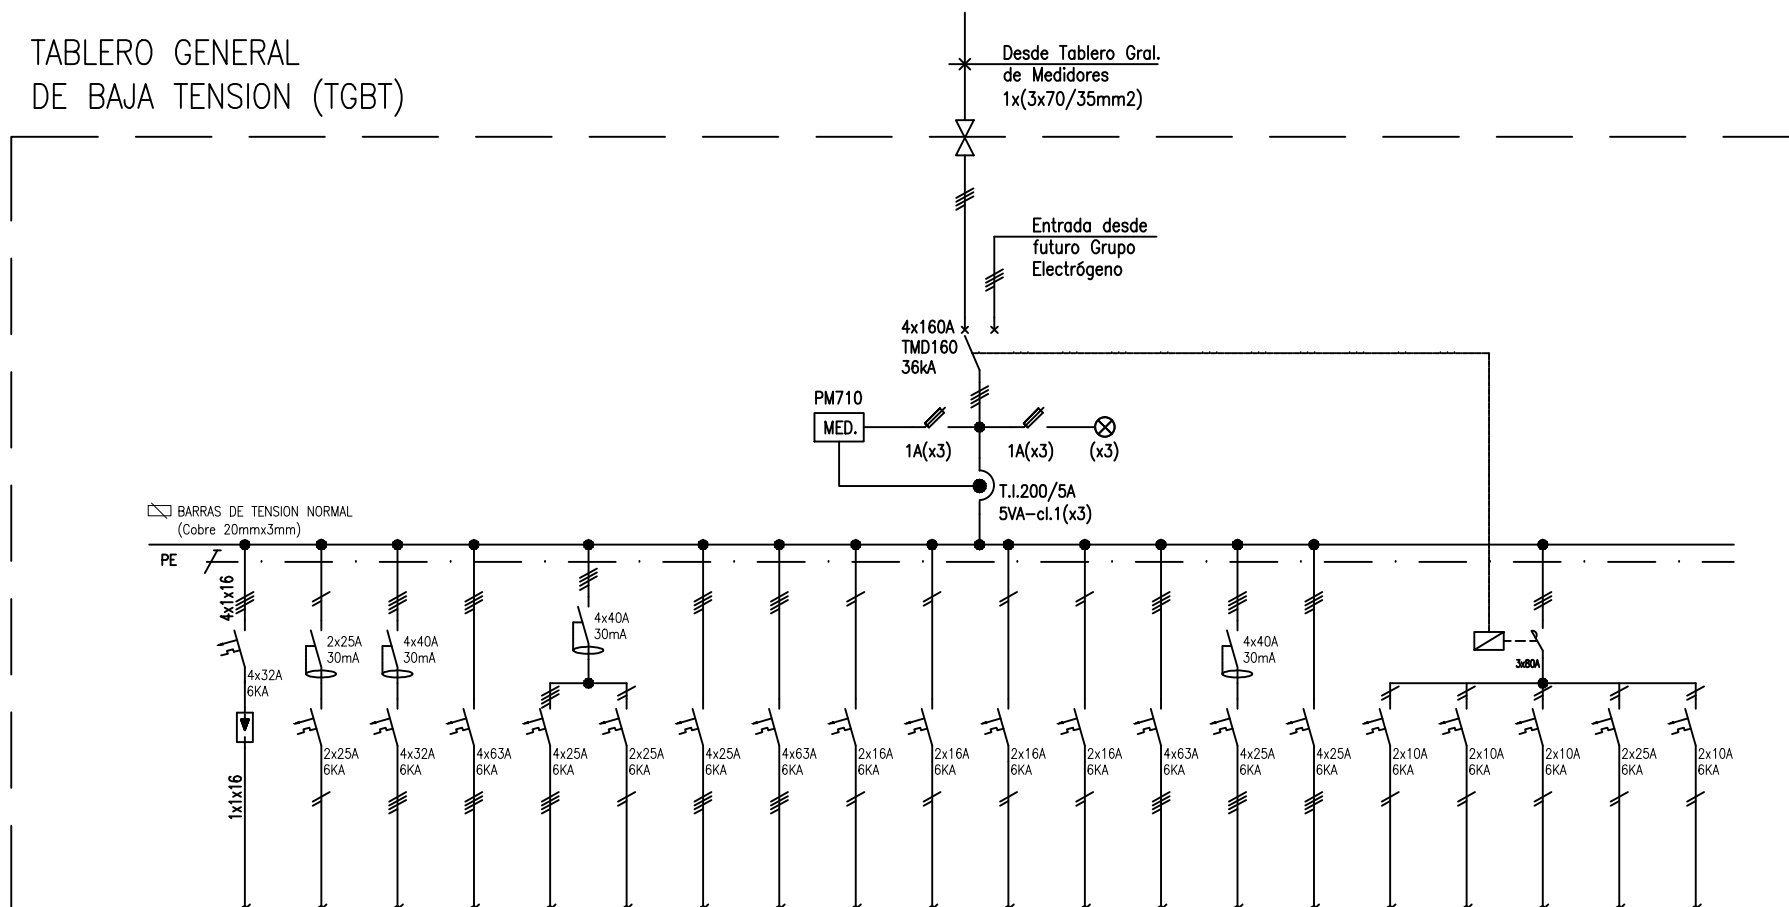 TABLERO GENERAL
DE BAJA TENSION (TGBT)
Desde Tablero Gral.
de Medidores
1x(3x70/35mm2)
Entrada desde
futuro Grupo
Electrógeno
4x160A
TMD160
36kA
PM710
MED.
1A(x3)
1A(x3)
(x3)
T.I.200/5A
5VA-cl.1(x3)
BARRAS DE TENSION NORMAL
(Cobre 20mmx3mm)
PE
4x1x16
4x32A
6KA
1x1x16
2x25A
30mA
4x40A
30mA
4x40A
30mA
4x40A
30mA
3x80A
2x25A
6KA
4x32A
6KA
4x63A
6KA
4x25A
6KA
2x25A
6KA
4x25A
6KA
4x63A
6KA
2x16A
6KA
2x16A
6KA
2x16A
6KA
2x16A
6KA
4x63A
6KA
4x25A
6KA
4x25A
6KA
2x10A
6KA
2x10A
6KA
2x10A
6KA
2x25A
6KA
2x10A
6KA